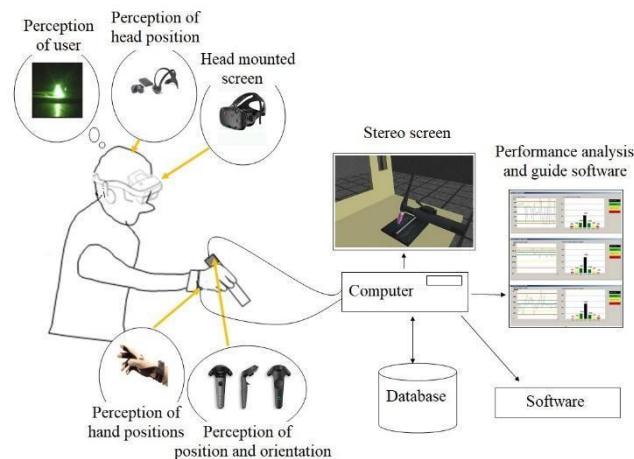 Perception
of user
Perception of
head position
Head mounted
screen
Stereo screen
Performance analysis
and guide software
Computer
Database
Software
Perception of
hand positions
Perception of
position and orientation